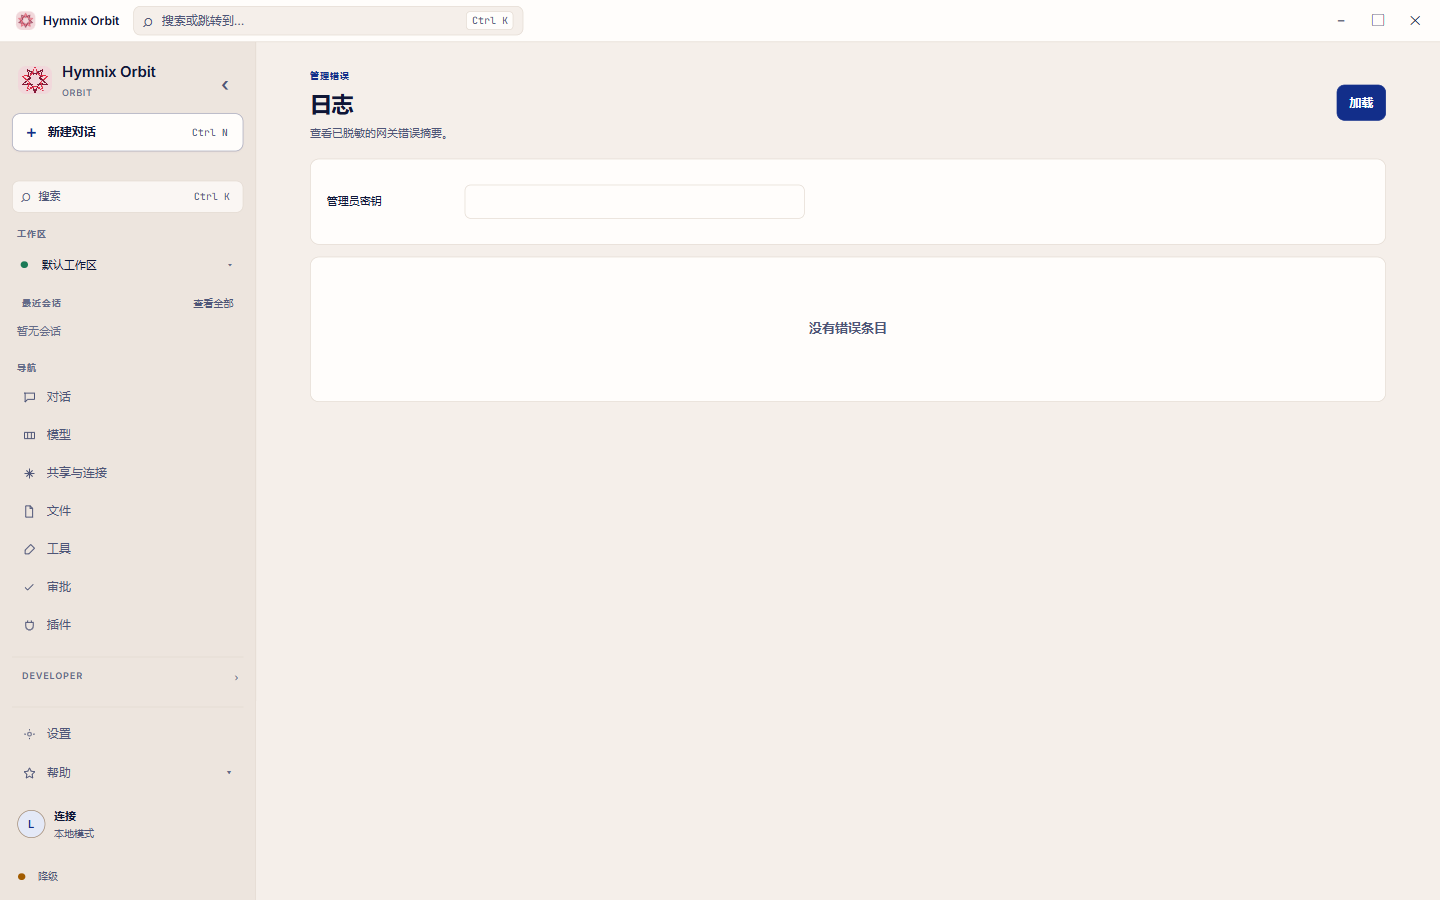 Hymnix Orbit
搜索或跳转到...
Ctrl K
Hymnix Orbit
ORBIT
新建对话
Ctrl N
搜索
Ctrl K
工作区
默认工作区
最近会话
查看全部
暂无会话
导航
对话
模型
共享与连接
文件
工具
审批
插件
DEVELOPER
设置
帮助
L
连接
本地模式
降级
管理错误
日志
查看已脱敏的网关错误摘要。
加载
管理员密钥
没有错误条目